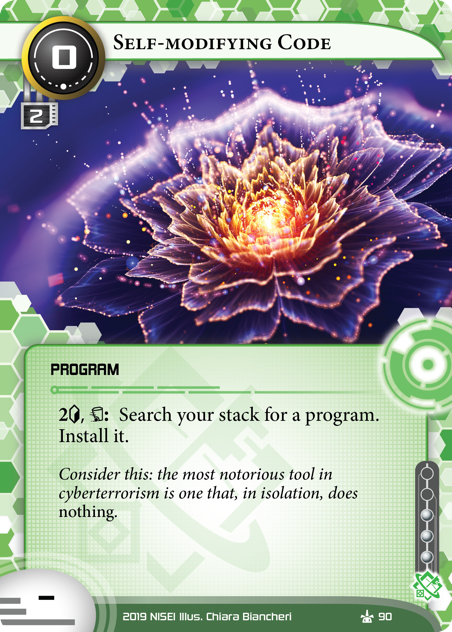 0
SELF-MODIFYING CODE
2
PROGRAM
2, : Search your stack for a program.
Install it.
Consider this: the most notorious tool in
cyberterrorism is one that, in isolation, does
nothing.
-
2019 NISEI Illus. Chiara Biancheri
90